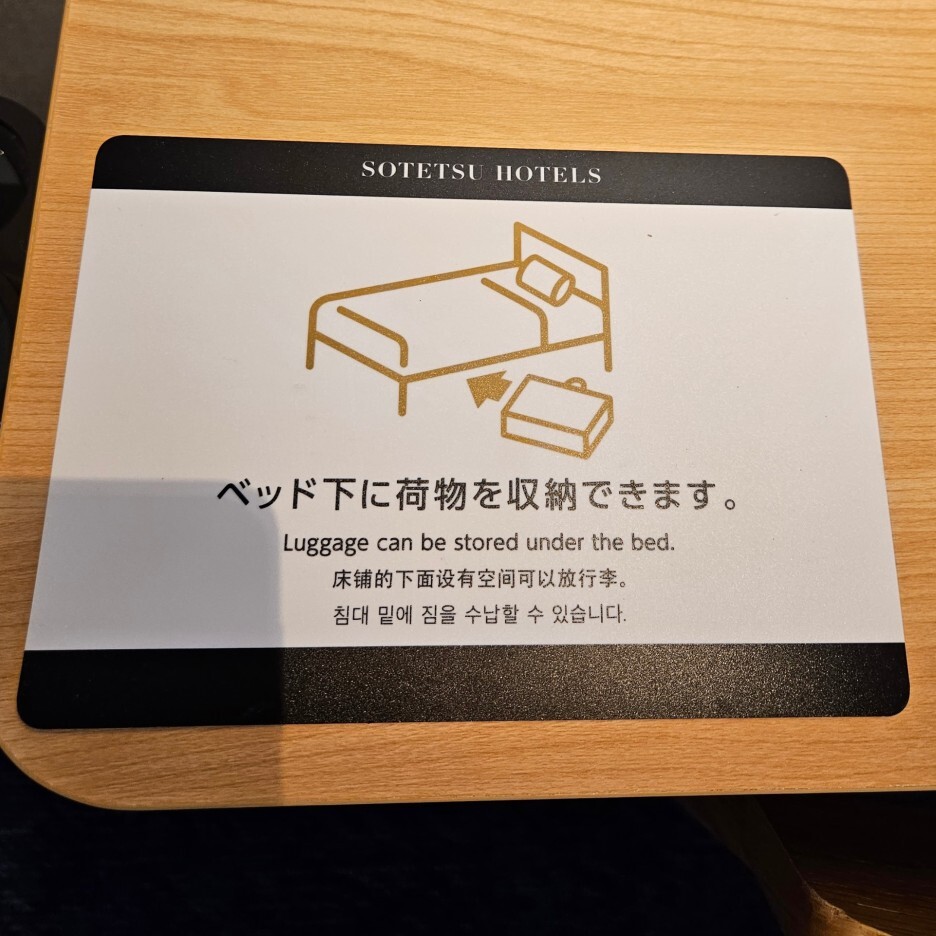 SOTETSU HOTELS
ベッド下に荷物を収納できます。
Luggage can be stored under the bed.
床铺的下面设有空间可以放行李。
침대 밑에 짐을 수납할 수 있습니다.